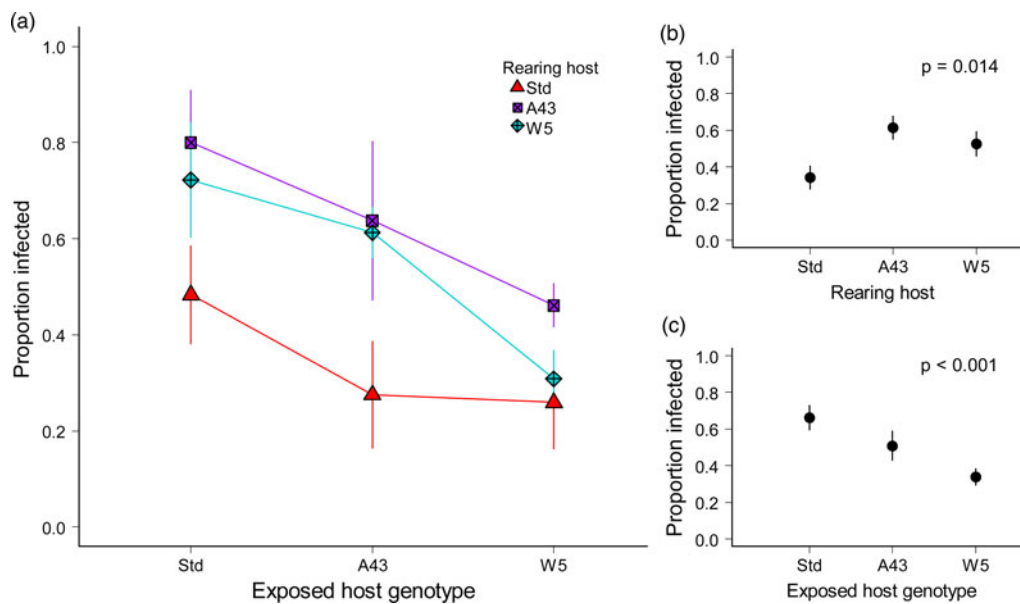 (a)
1.0
0.8
0.6
0.4
0.2
0.0
Proportion infected
Rearing host
Std
A43
W5
Std
A43
W5
Exposed host genotype
(b)
p = 0.014
1.0
0.8
0.6
0.4
0.2
0.0
Proportion infected
Std
A43
W5
Rearing host
(c)
p < 0.001
1.0
0.8
0.6
0.4
0.2
0.0
Proportion infected
Std
A43
W5
Exposed host genotype